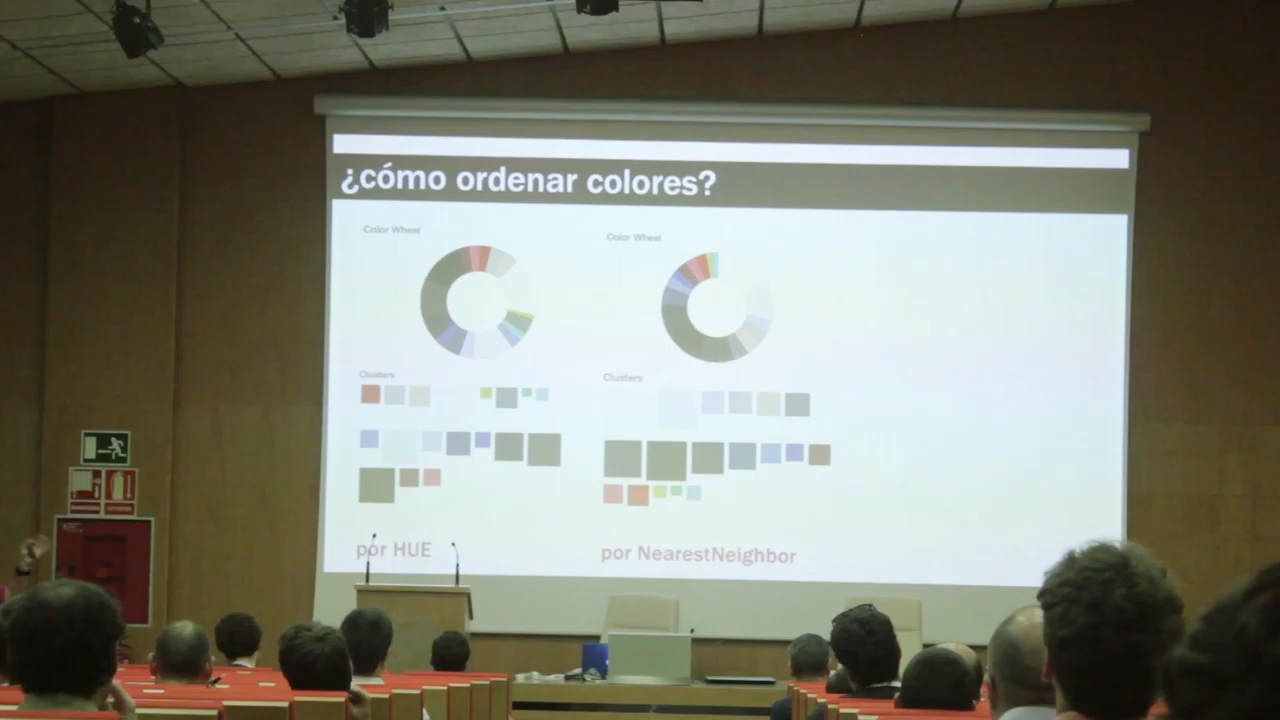 ¿cómo ordenar colores?
Color Wheel
Color Wheel
Clusters
Clusters
por HUE
por NearestNeighbor